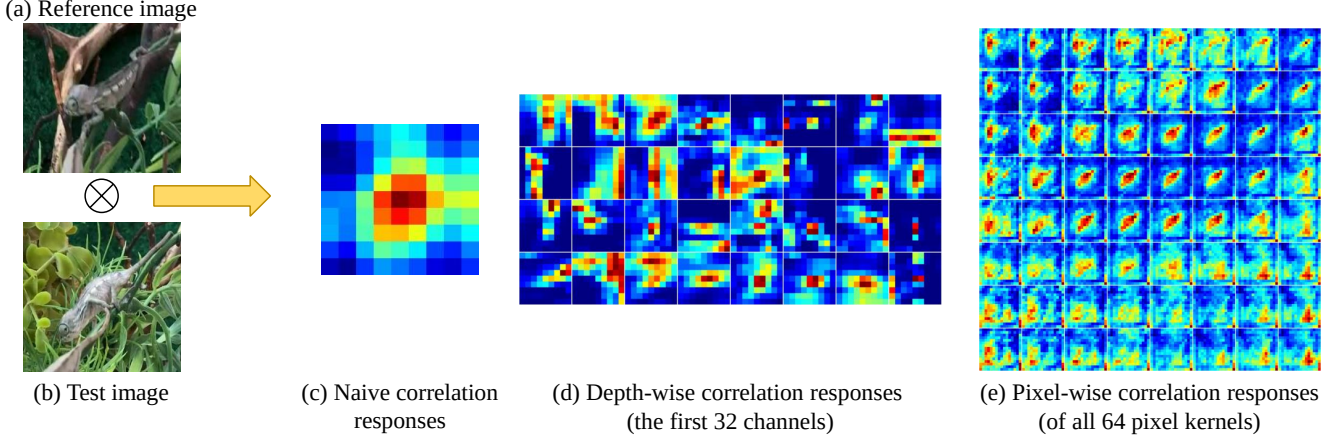 (a) Reference image
(b) Test image
(c) Naive correlation
responses
(d) Depth-wise correlation responses
(the first 32 channels)
(e) Pixel-wise correlation responses
(of all 64 pixel kernels)